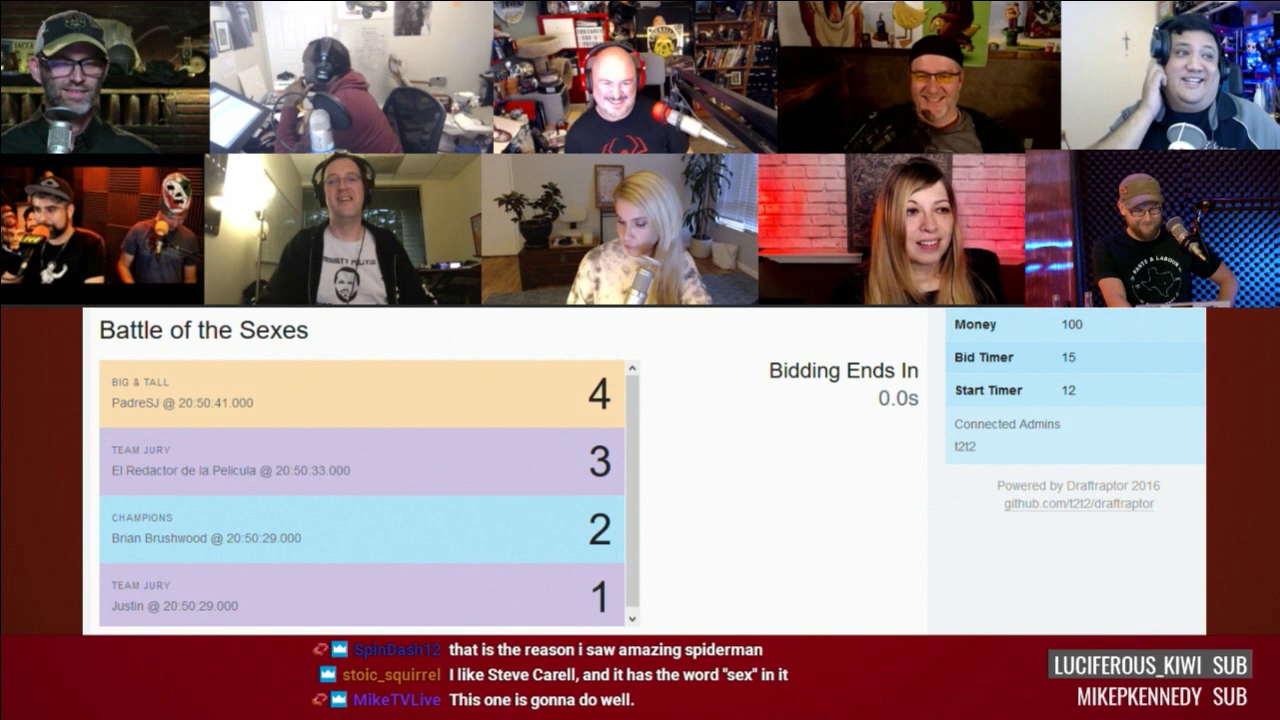 PARTS & LABOUR
Battle of the Sexes
BIG & TALL
PadreSJ @ 20:50:41.000
4
TEAM JURY
El Redactor de la Pelicula @ 20:50:33.000
3
CHAMPIONS
Brian Brushwood @ 20:50:29.000
2
TEAM JURY
Justin @ 20:50:29.000
1
Bidding Ends In
0.0s
Money 100
Bid Timer 15
Start Timer 12
Connected Admins
t2t2
Powered by Draftraptor 2016
github.com/t2t2/draftraptor
SpinDash12 that is the reason i saw amazing spiderman
stoic_squirrel I like Steve Carell, and it has the word "sex" in it
MikeTVLive This one is gonna do well.
LUCIFEROUS_KIWI SUB
MIKEPKENNEDY SUB